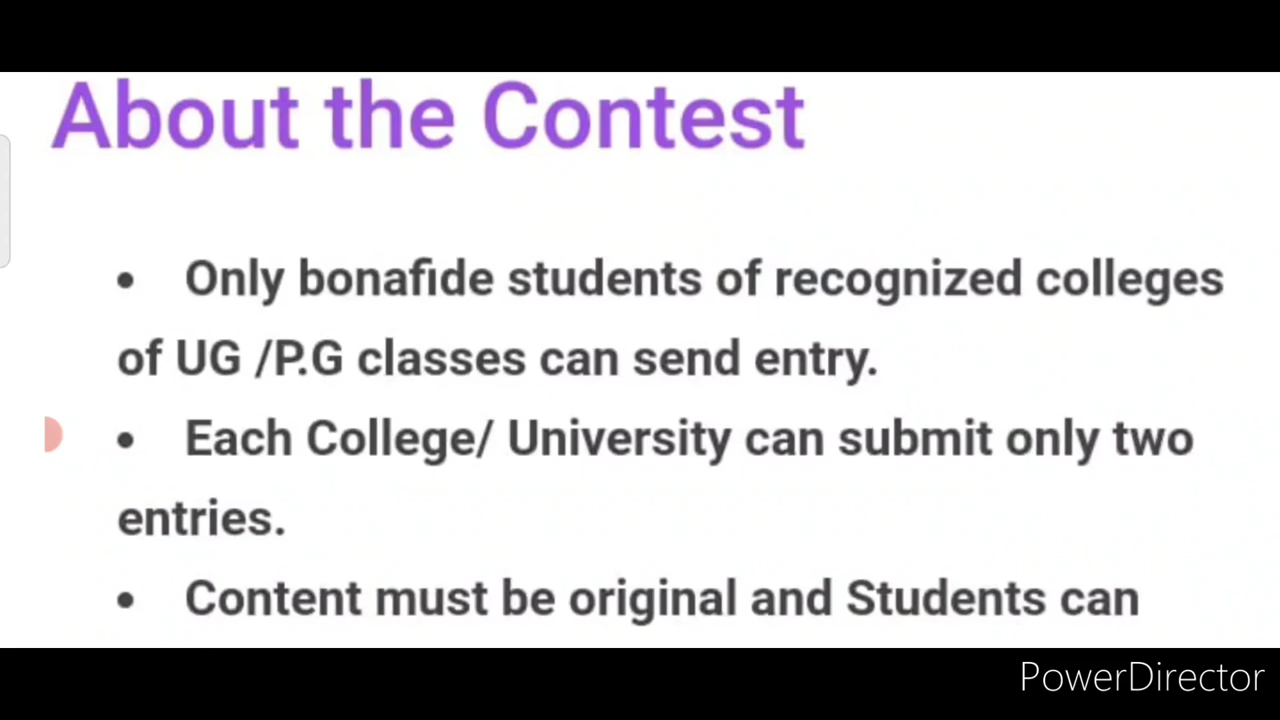 About the Contest
• Only bonafide students of recognized colleges
of UG /P.G classes can send entry.
• Each College/ University can submit only two
entries.
• Content must be original and Students can
PowerDirector